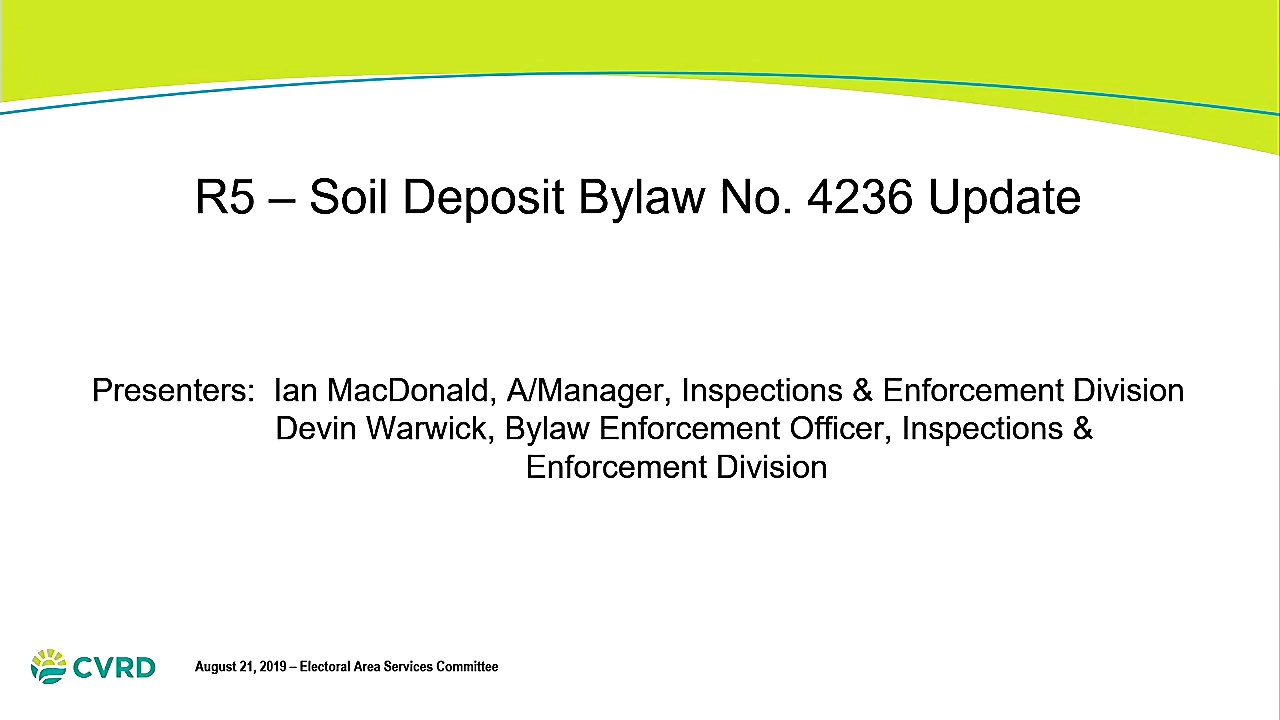 R5 – Soil Deposit Bylaw No. 4236 Update
Presenters: Ian MacDonald, A/Manager, Inspections & Enforcement Division
Devin Warwick, Bylaw Enforcement Officer, Inspections &
Enforcement Division
CVRD
August 21, 2019 – Electoral Area Services Committee